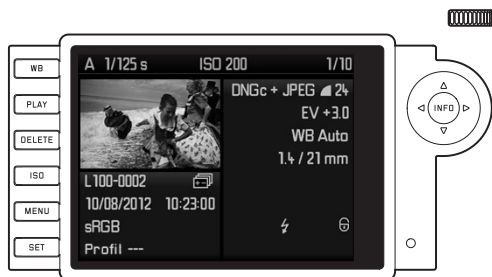 A 1/125 s ISO 200 1/10
WB
PLAY
DELETE
ISO
MENU
SET
DNGc + JPEG 24
EV +3.0
WB Auto
1.4 / 21 mm
L100-0002
10/08/2012 10:23:00
sRGB
Profil ---
INFO